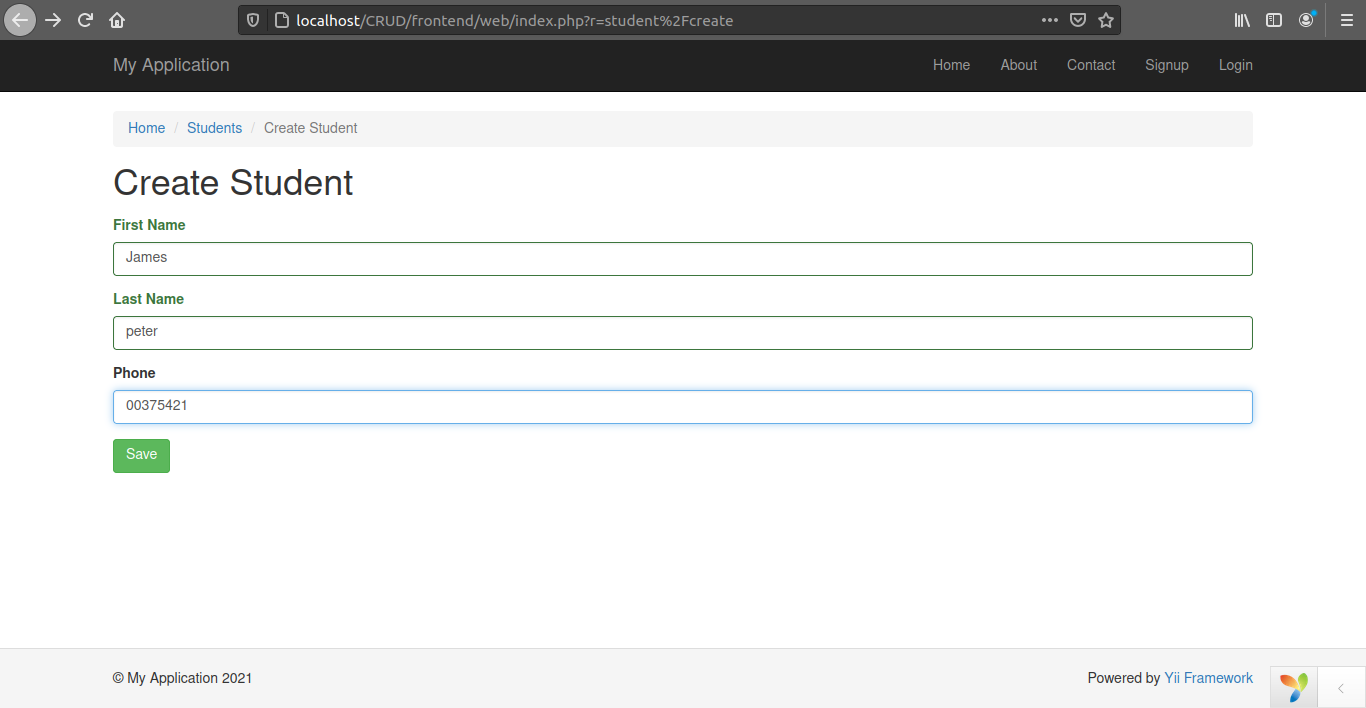 localhost/CRUD/frontend/web/index.php?r=student%2Fcreate
My Application Home About Contact Signup Login
Home / Students / Create Student
Create Student
First Name
James
Last Name
peter
Phone
00375421
Save
© My Application 2021 Powered by Yii Framework